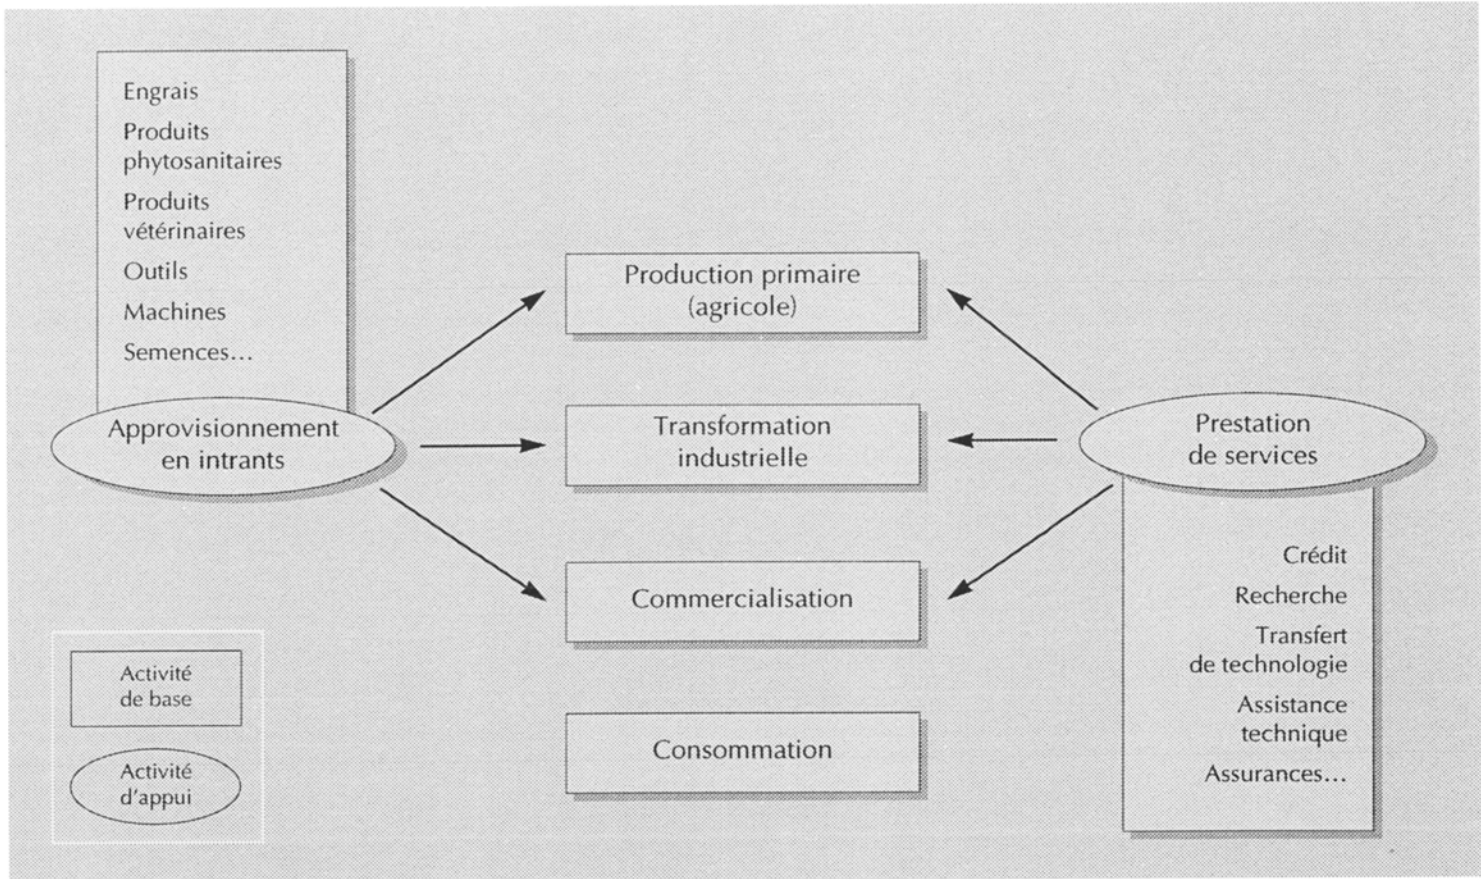 Engrais
Produits
phytosanitaires
Produits
vétérinaires
Outils
Machines
Semences...
Approvisionnement
en intrants
Production primaire
(agricole)
Transformation
industrielle
Commercialisation
Consommation
Prestation
de services
Crédit
Recherche
Transfert
de technologie
Assistance
technique
Assurances...
Activité
de base
Activité
d'appui